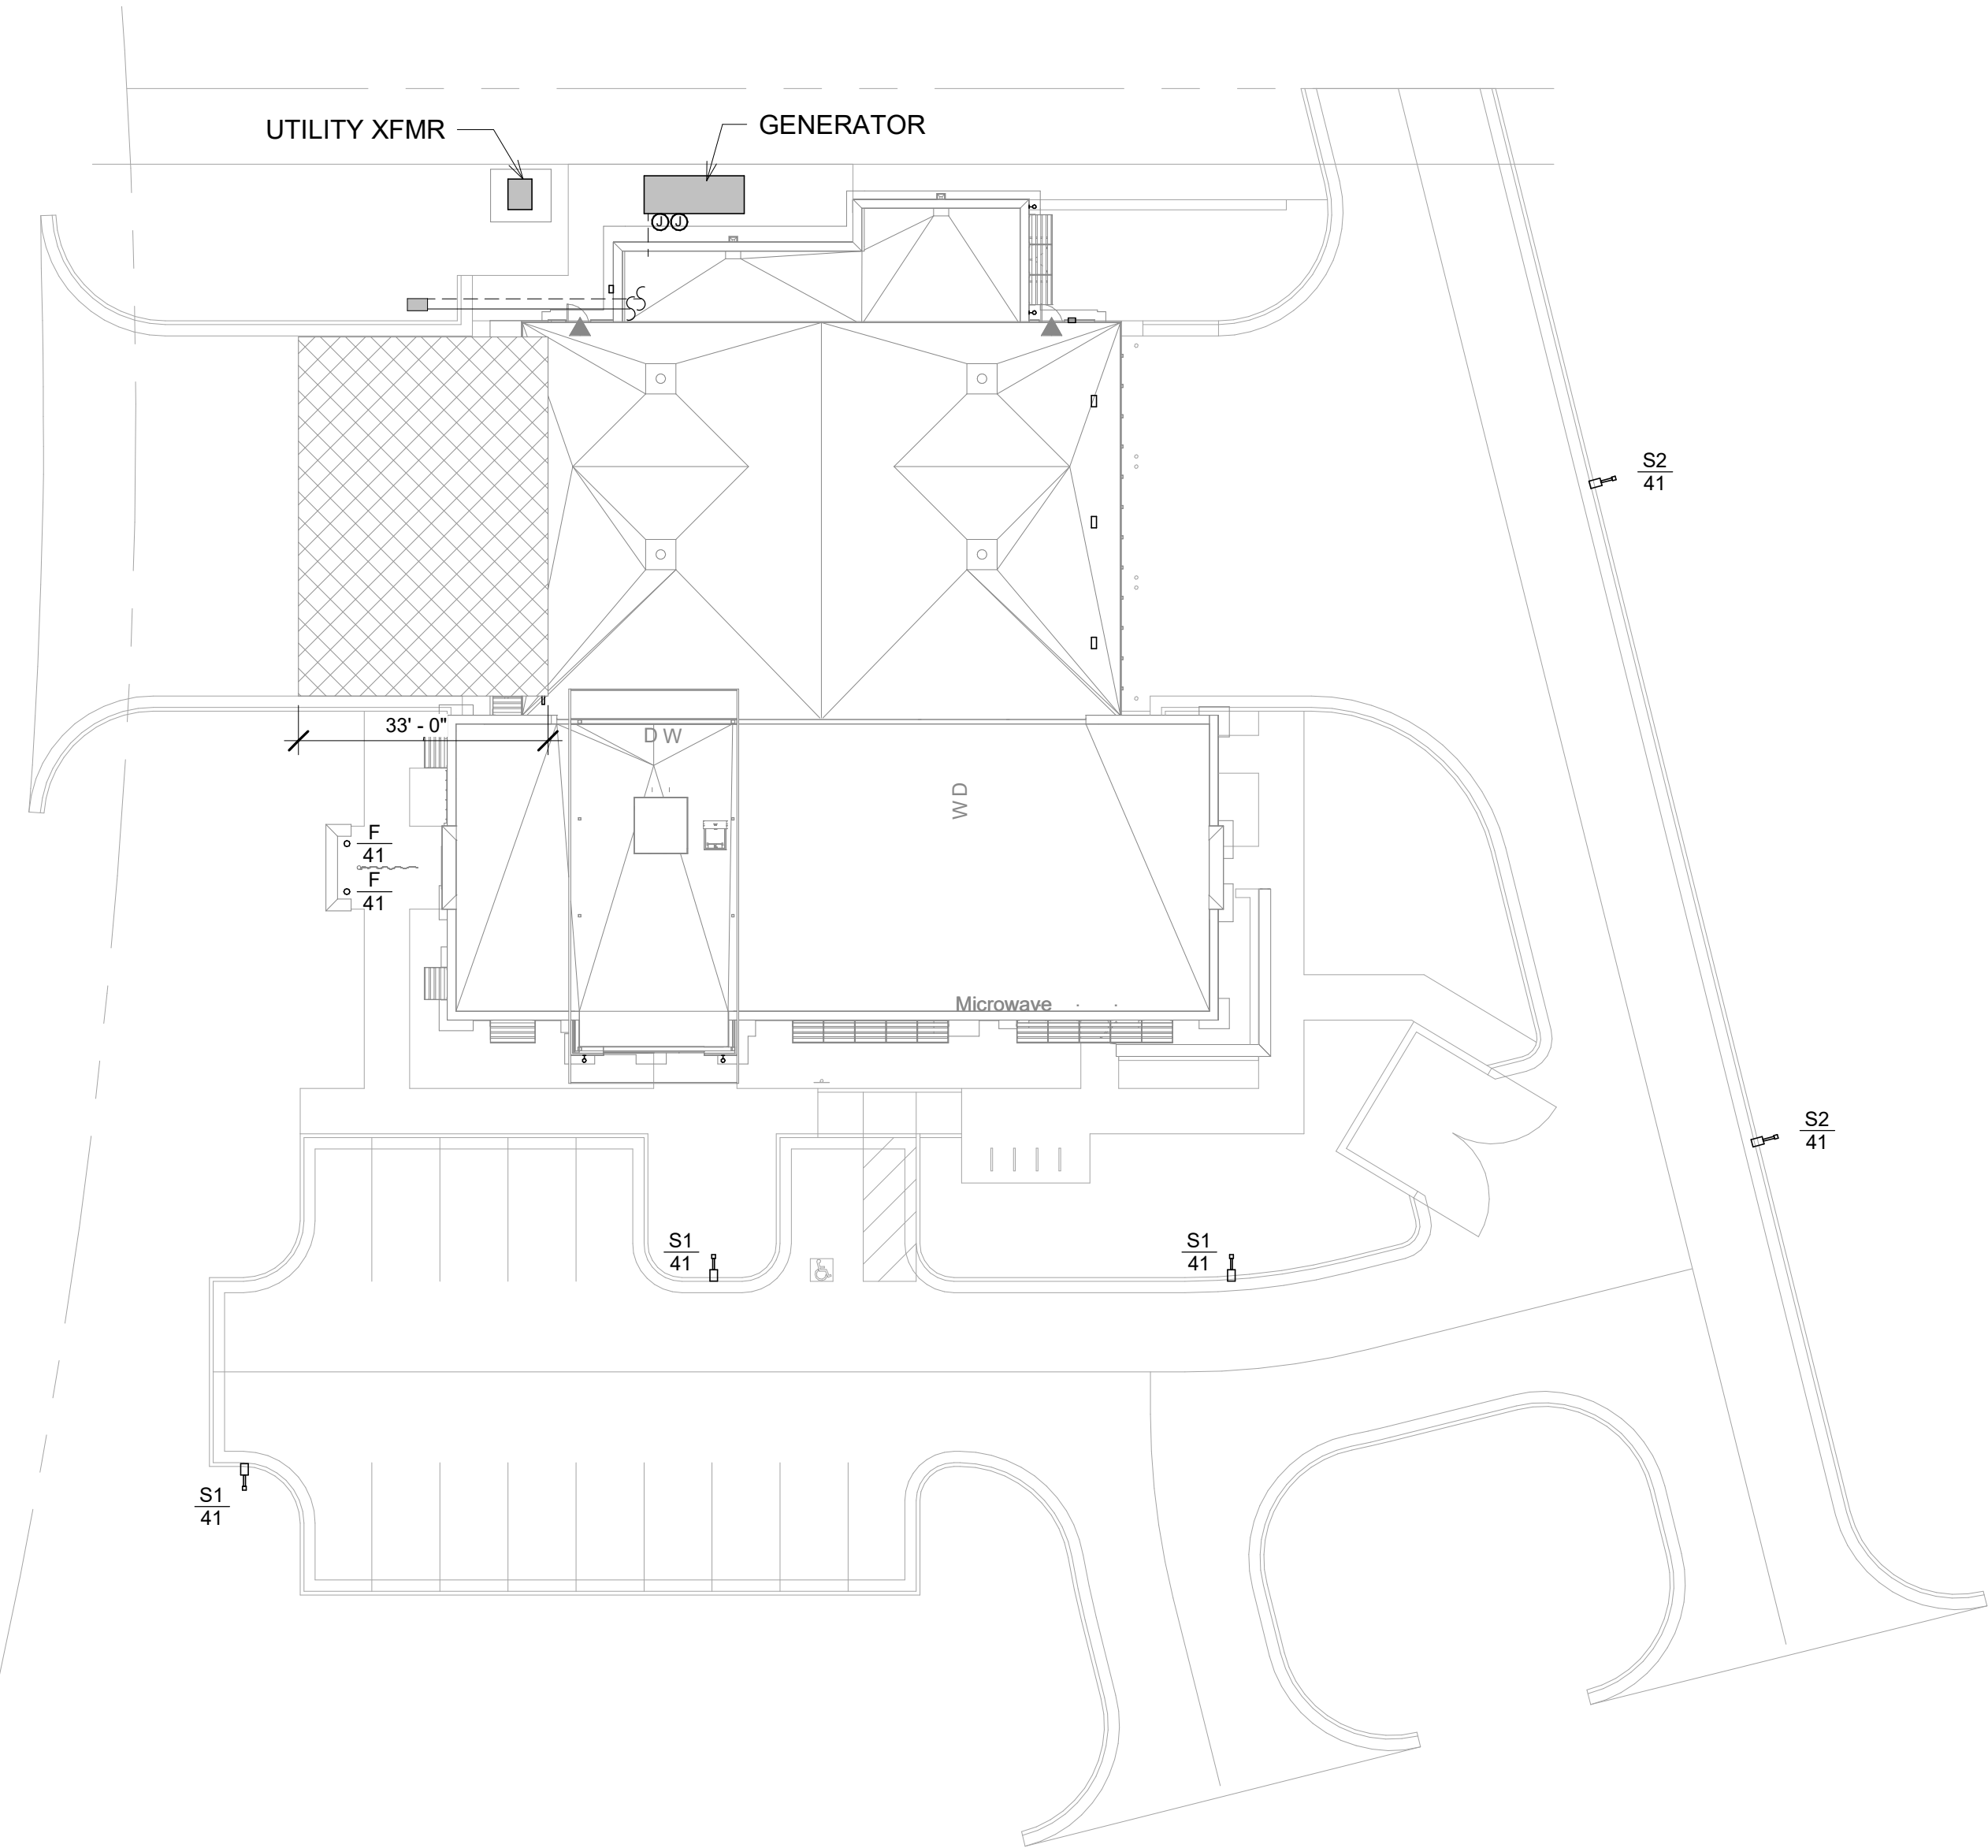 UTILITY XFMR
GENERATOR
J J
S2
41
33' - 0"
D W
W D
F
41
F
41
Microwave
S2
41
S1
41
S1
41
S1
41